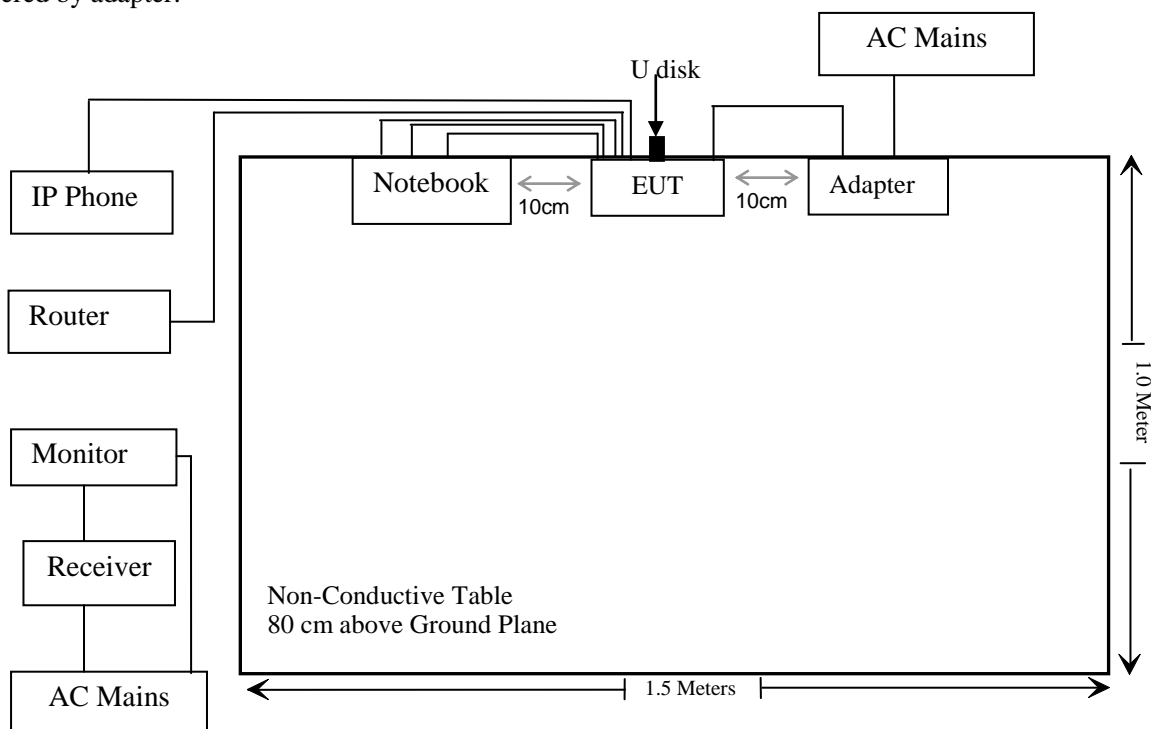 ered by adapter.
AC Mains
U disk
IP Phone
Notebook
10cm
EUT
10cm
Adapter
Router
1.0 Meter
Monitor
Receiver
Non-Conductive Table
80 cm above Ground Plane
AC Mains
1.5 Meters